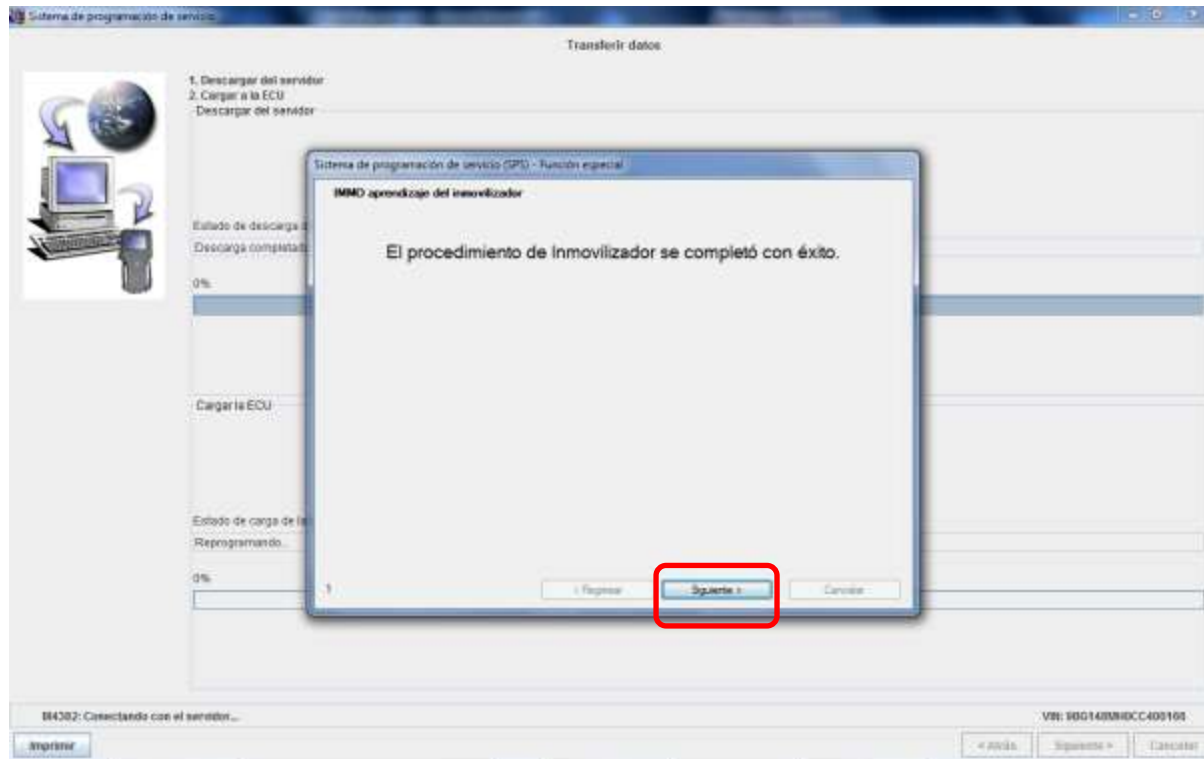 Sistema de programación de servicio
Transferir datos
1. Descargar del servidor
2. Cargar a la ECU
Descargar del servidor
Sistema de programación de servicio (SPS) - Función especial
IMMO aprendizaje del inmovilizador
El procedimiento de Inmovilizador se completó con éxito.
Estado de descarga
Descarga completada
0%
Cargar la ECU
Estado de carga de la
Reprogramando...
0%
1
< Regresar
Siguiente >
Cancelar
Conectando con el servidor...
VIN:
Imprimir
< Atrás
Siguiente >
Cancelar